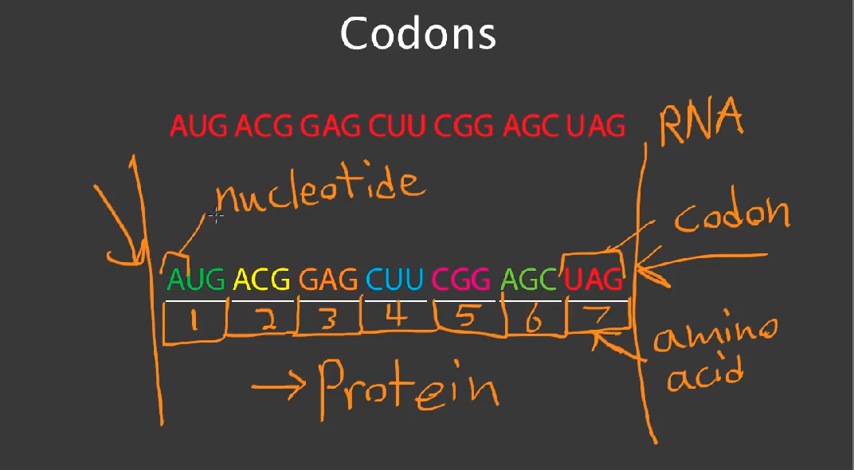 Codons
AUG ACG GAG CUU CGG AGC UAG RNA
nucleotide
codon
AUG ACG GAG CUU CGG AGC UAG
1 2 3 4 5 6 7
amino
acid
→ Protein